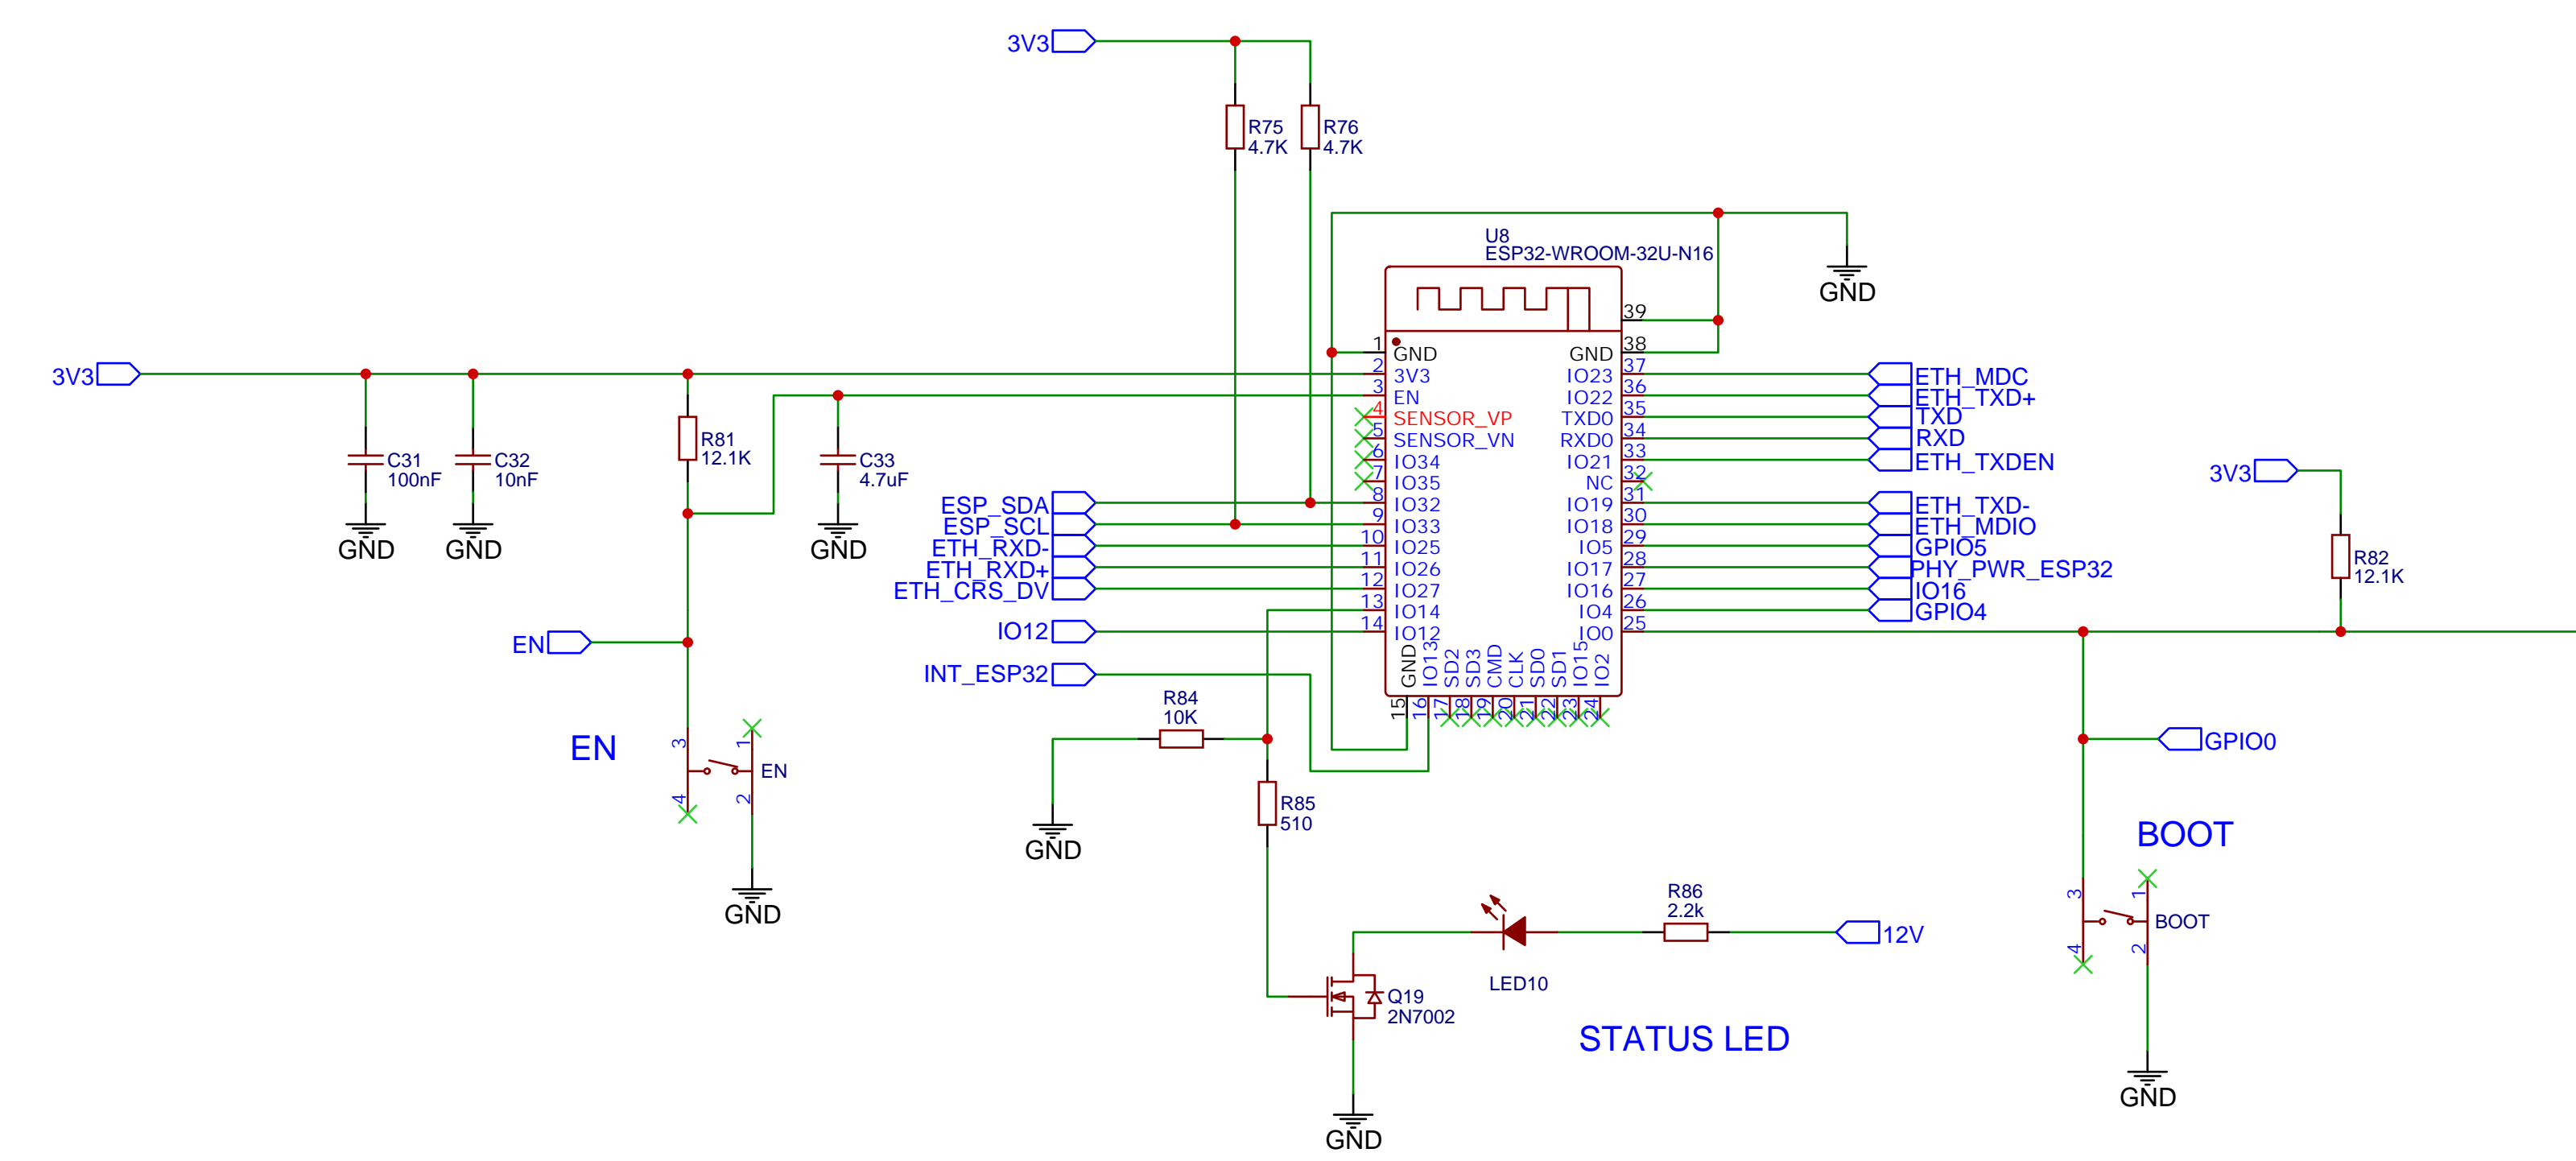 3V3
R75
4.7K
R76
4.7K
U8
ESP32-WROOM-32U-N16
GND
3V3
C31
100nF
GND
C32
10nF
GND
R81
12.1K
C33
4.7uF
GND
EN
EN
3
4
1
2
EN
GND
ESP_SDA
ESP_SCL
ETH_RXD-
ETH_RXD+
ETH_CRS_DV
IO12
INT_ESP32
1 GND
2 3V3
3 EN
4 SENSOR_VP
5 SENSOR_VN
6 IO34
7 IO35
8 IO32
9 IO33
10 IO25
11 IO26
12 IO27
13 IO14
14 IO12
15 GND
16 IO13
17 SD2
18 SD3
19 CMD
20 CLK
21 SD0
22 SD1
23 IO15
24 IO2
39
GND 38
IO23 37
IO22 36
TXD0 35
RXD0 34
IO21 33
NC 32
IO19 31
IO18 30
IO5 29
IO17 28
IO16 27
IO4 26
IO0 25
ETH_MDC
ETH_TXD+
TXD
RXD
ETH_TXDEN
ETH_TXD-
ETH_MDIO
GPIO5
PHY_PWR_ESP32
IO16
GPIO4
3V3
R82
12.1K
GPIO0
BOOT
3
4
1
2
BOOT
GND
R84
10K
GND
R85
510
R86
2.2k
12V
LED10
Q19
2N7002
STATUS LED
GND